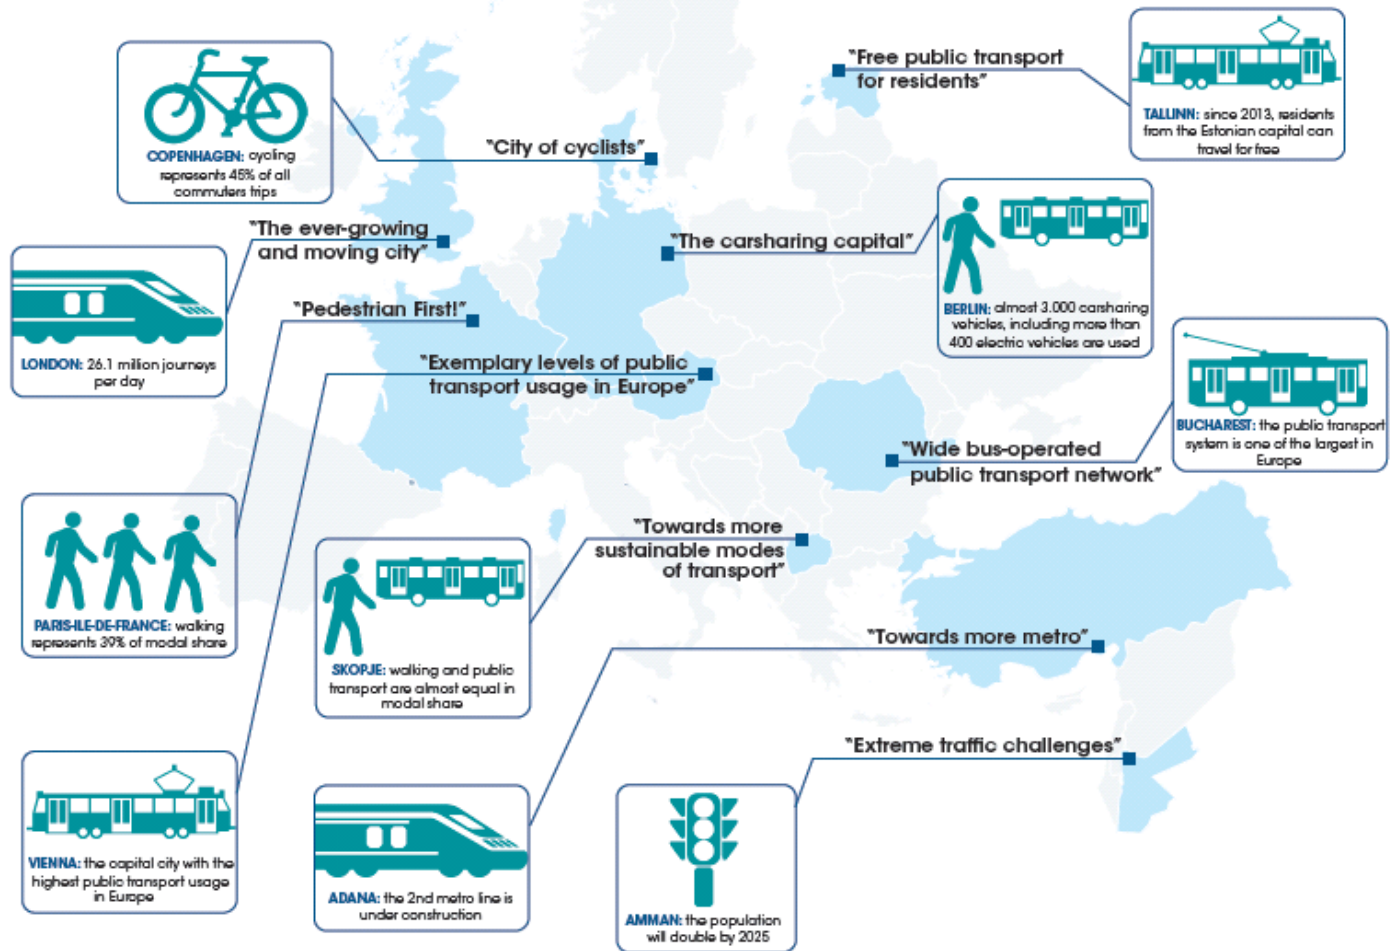 COPENHAGEN: cycling
represents 45% of all
commuters trips
"City of cyclists"
"Free public transport
for residents"
TALLINN: since 2013, residents
from the Estonian capital can
travel for free
"The ever-growing
and moving city"
LONDON: 26.1 million journeys
per day
"The carsharing capital"
BERLIN: almost 3.000 carsharing
vehicles, including more than
400 electric vehicles are used
"Pedestrian First!"
PARIS-ILE-DE-FRANCE: walking
represents 39% of modal share
"Exemplary levels of public
transport usage in Europe"
VIENNA: the capital city with the
highest public transport usage
in Europe
"Wide bus-operated
public transport network"
BUCHAREST: the public transport
system is one of the largest in
Europe
"Towards more
sustainable modes
of transport"
SKOPJE: walking and public
transport are almost equal in
modal share
"Towards more metro"
ADANA: the 2nd metro line is
under construction
"Extreme traffic challenges"
AMMAN: the population
will double by 2025